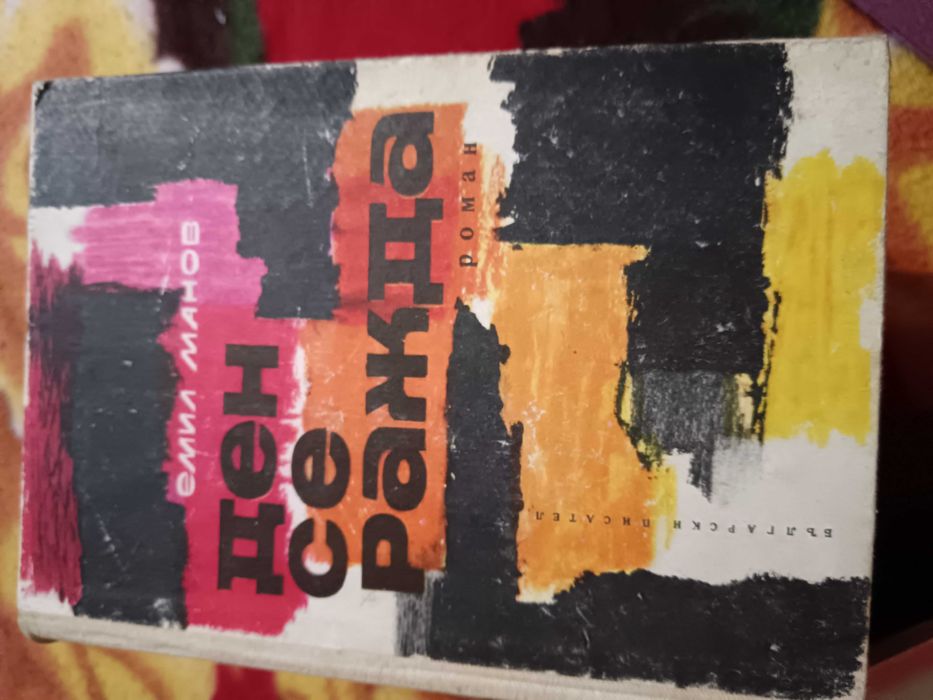 емил манов
ден
се
ражда
роман
български писател